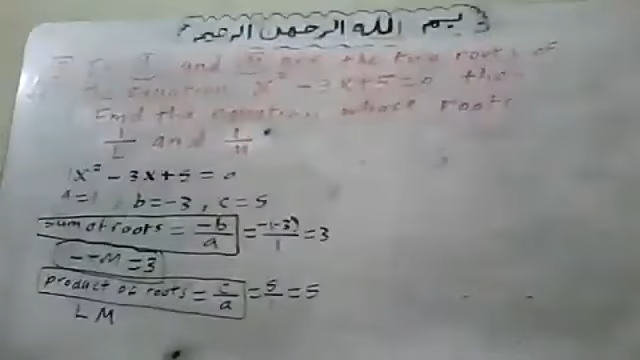 بسم الله الرحمن الرحيم
If L and M are the two roots of
the equation x² - 3x + 5 = 0 then
Find the equation whose roots
1/L and 1/M
1x² - 3x + 5 = 0
a = 1, b = -3, c = 5
sum of roots = -b/a = -(-3)/1 = 3
M = 3
product of roots = c/a = 5/1 = 5
L M